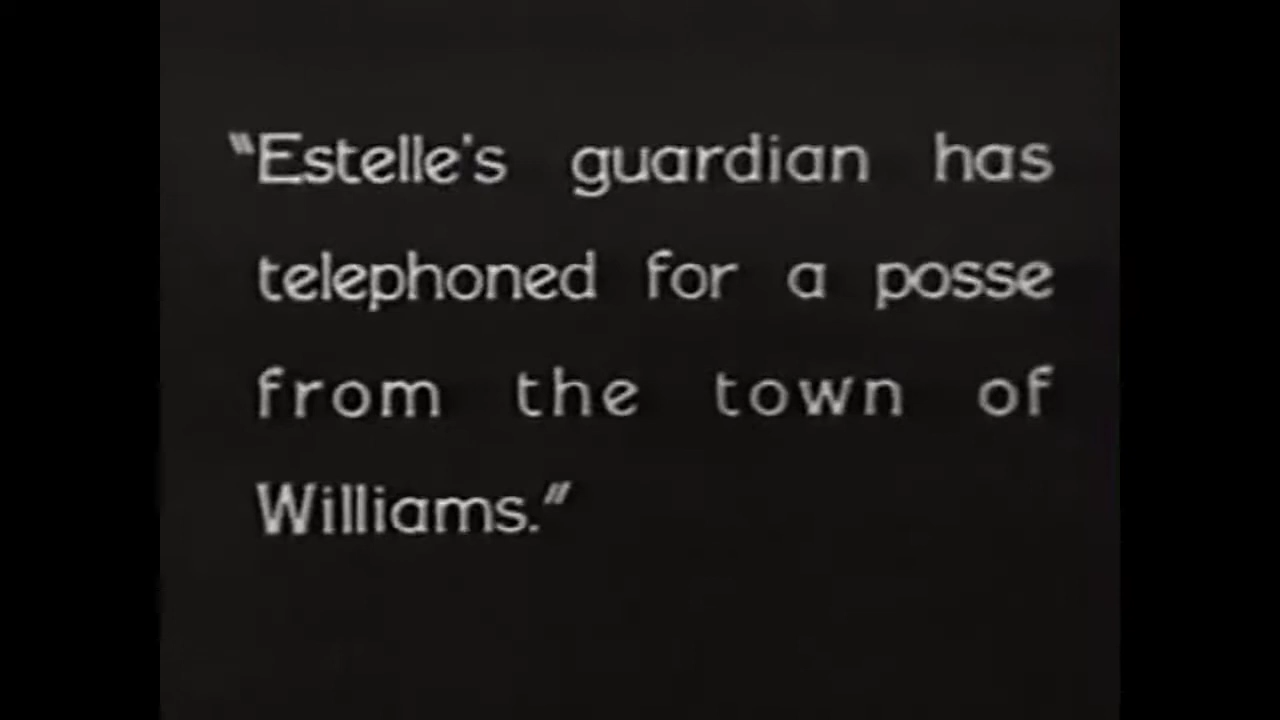 "Estelle's guardian has
telephoned for a posse
from the town of
Williams."